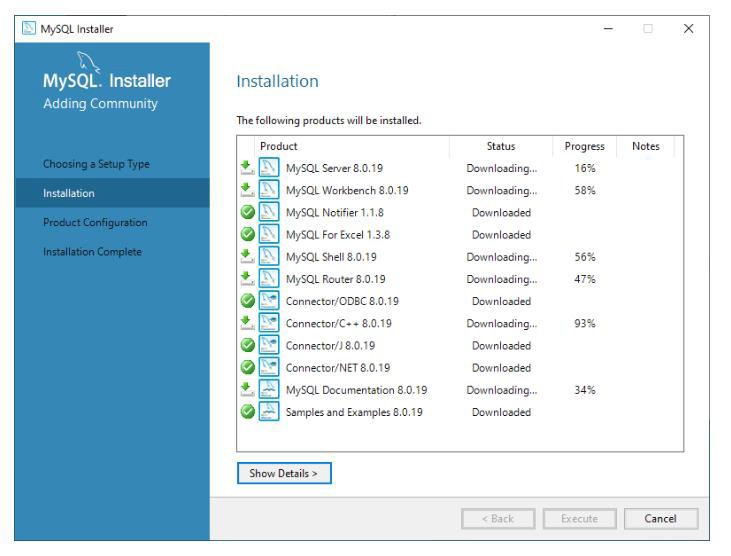 MySQL Installer
MySQL. Installer
Adding Community
Choosing a Setup Type
Installation
Product Configuration
Installation Complete
Installation
The following products will be installed.
Product Status Progress Notes
MySQL Server 8.0.19 Downloading... 16%
MySQL Workbench 8.0.19 Downloading... 58%
MySQL Notifier 1.1.8 Downloaded
MySQL For Excel 1.3.8 Downloaded
MySQL Shell 8.0.19 Downloading... 56%
MySQL Router 8.0.19 Downloading... 47%
Connector/ODBC 8.0.19 Downloaded
Connector/C++ 8.0.19 Downloading... 93%
Connector/J 8.0.19 Downloaded
Connector/NET 8.0.19 Downloaded
MySQL Documentation 8.0.19 Downloading... 34%
Samples and Examples 8.0.19 Downloaded
Show Details >
< Back Execute Cancel